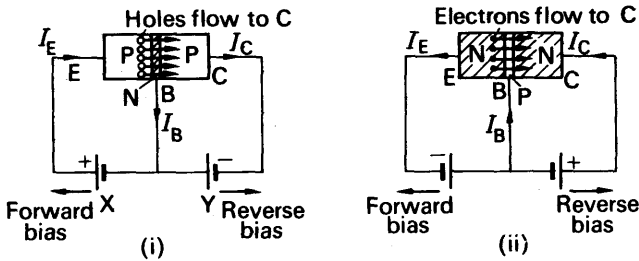 Holes flow to C
I_E
P
P
I_C
E
C
N
B
I_B
+
−
X
Y
Forward bias
Reverse bias
(i)
Electrons flow to C
I_E
N
N
I_C
E
C
B
P
I_B
−
+
Forward bias
Reverse bias
(ii)